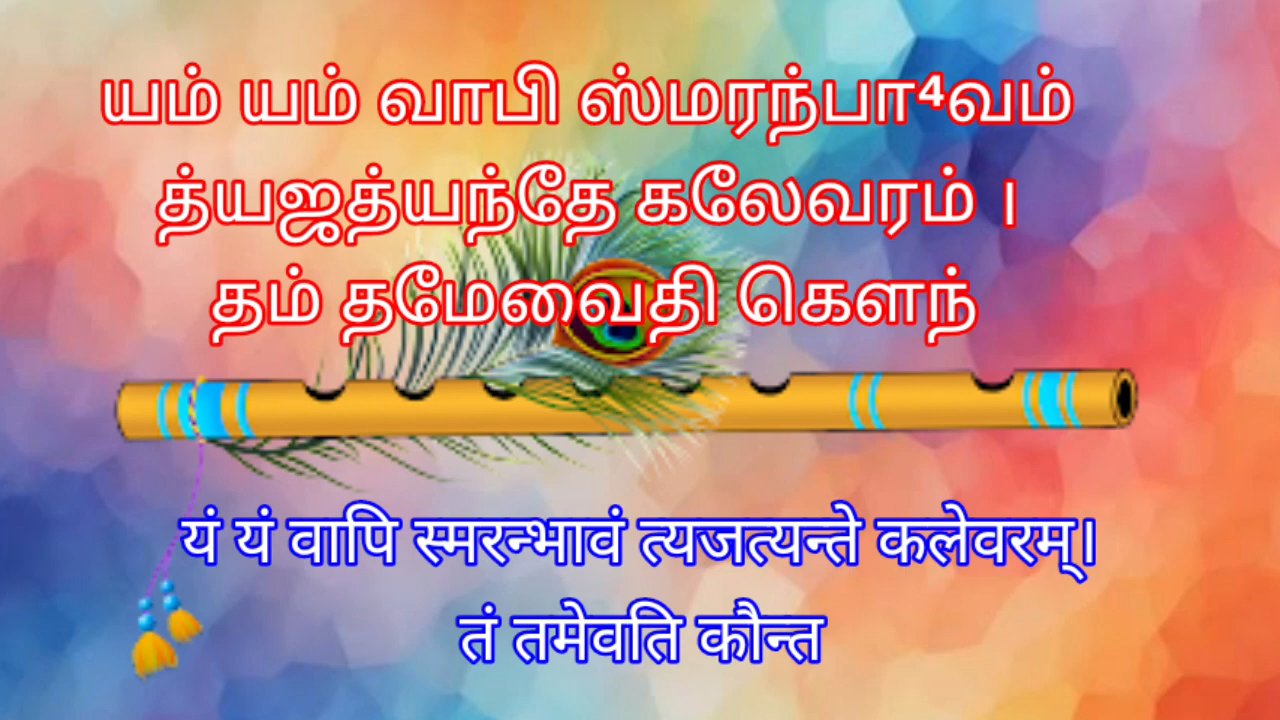 யம் யம் வாபி ஸ்மரந்பா⁴வம்
த்யஜத்யந்தே கலேவரம் ।
தம் தமேவைதி கௌந்
यं यं वापि स्मरन्भावं त्यजत्यन्ते कलेवरम्।
तं तमेवति कौन्त